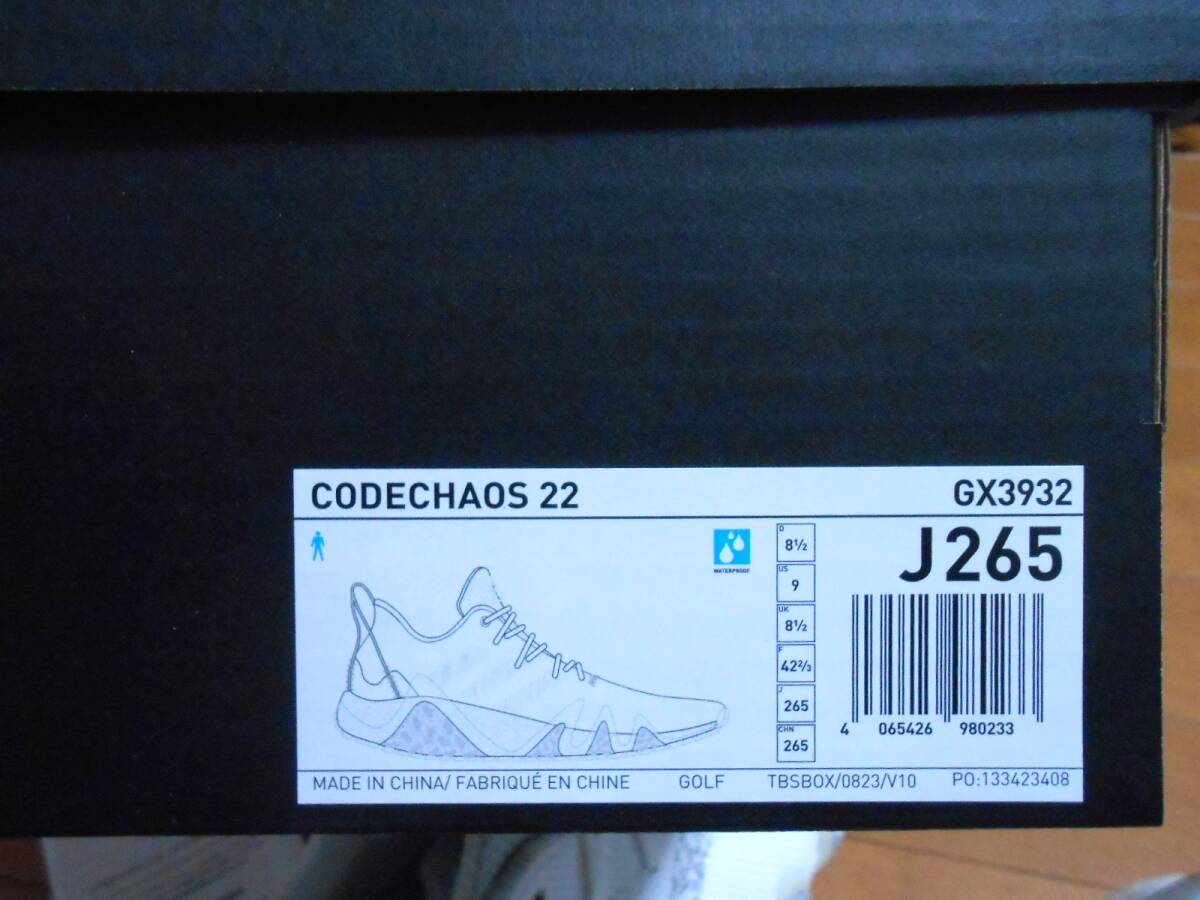 CODECHAOS 22
GX3932
WATERPROOF
D
8½
US
9
UK
8½
F
42⅔
J
265
CHN
265
J265
4 065426 980233
MADE IN CHINA/ FABRIQUÉ EN CHINE GOLF TBSBOX/0823/V10 PO:133423408